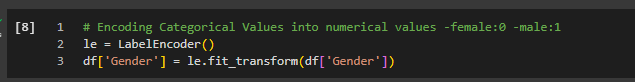 [8] 1 # Encoding Categorical Values into numerical values -female:0 -male:1
2 le = LabelEncoder()
3 df['Gender'] = le.fit_transform(df['Gender'])